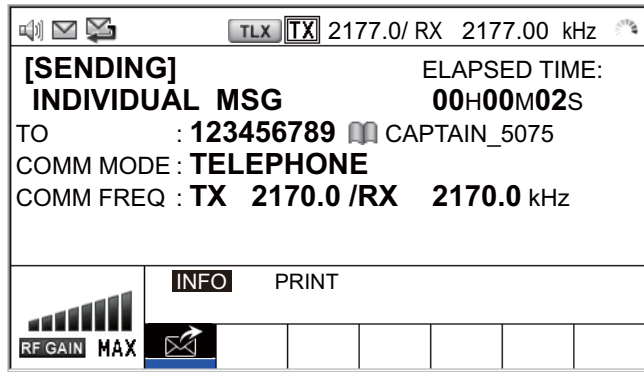 TLX TX 2177.0/ RX 2177.00 kHz
[SENDING] ELAPSED TIME:
INDIVIDUAL MSG 00H00M02S
TO : 123456789 CAPTAIN_5075
COMM MODE : TELEPHONE
COMM FREQ : TX 2170.0 /RX 2170.0 kHz
INFO PRINT
RF GAIN MAX